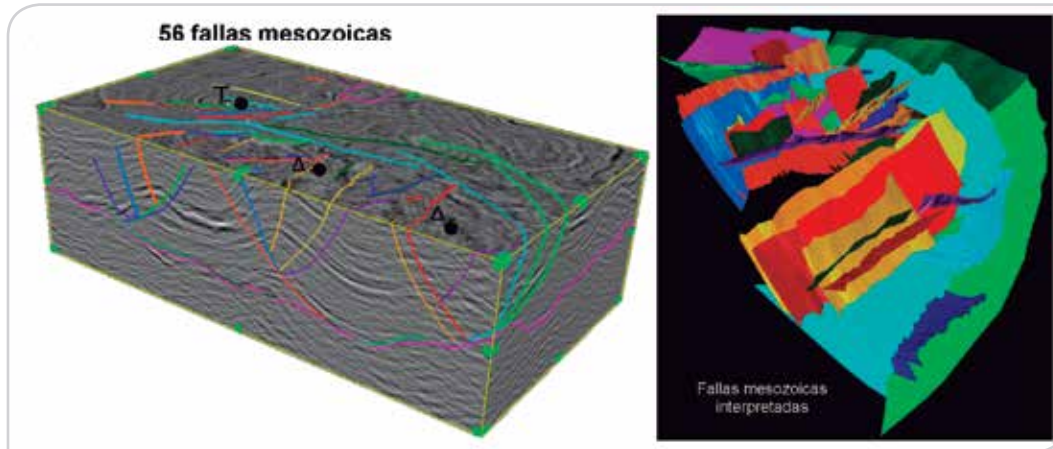 56 fallas mesozoicas
T
Δ
Δ
Fallas mesozoicas
interpretadas